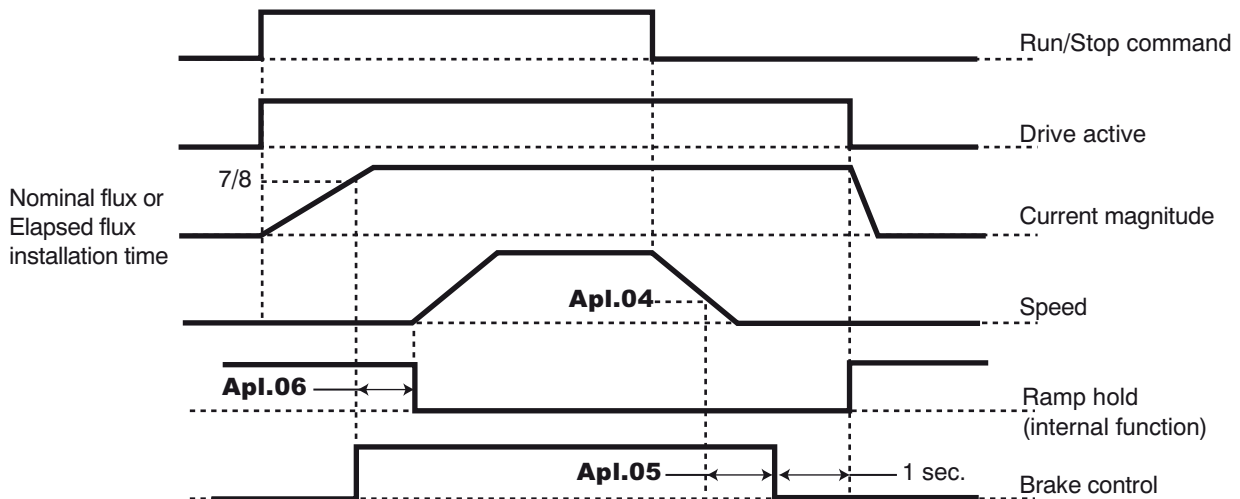 Run/Stop command
Drive active
7/8
Nominal flux or
Elapsed flux
installation time
Current magnitude
Apl.04
Speed
Apl.06
Ramp hold
(internal function)
Apl.05
1 sec.
Brake control